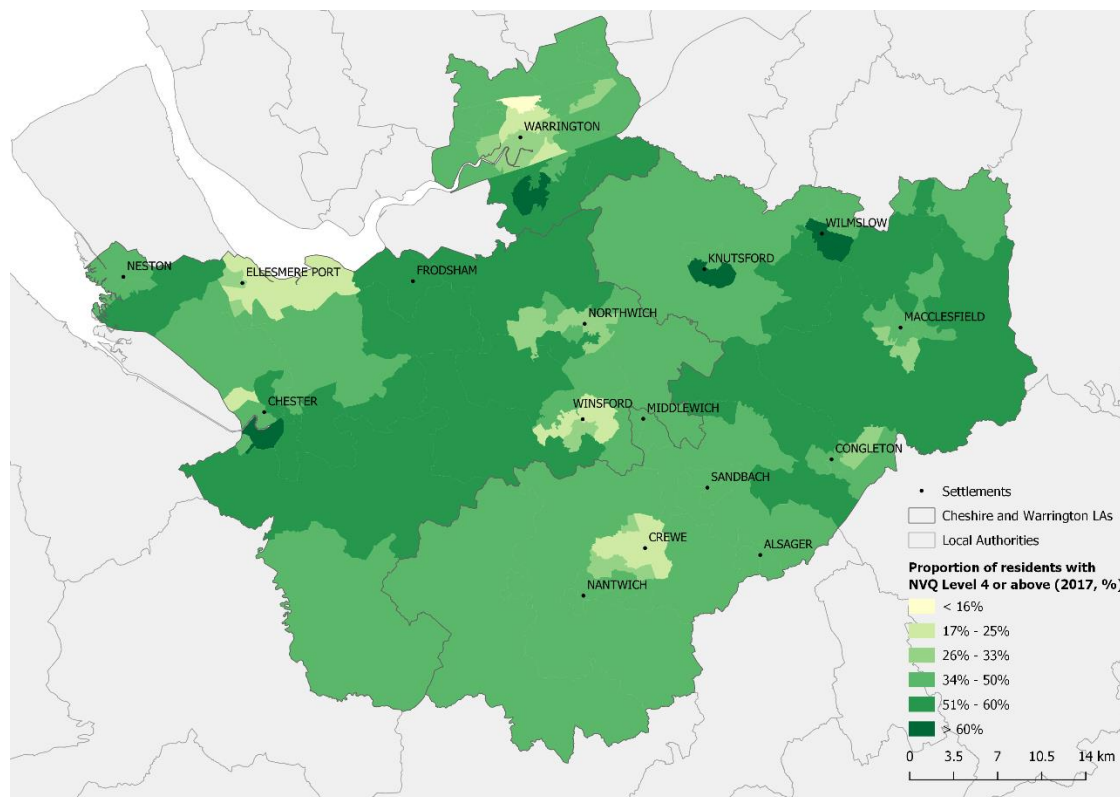 WARRINGTON
WILMSLOW
NESTON
ELLESMERE PORT
FRODSHAM
KNUTSFORD
NORTHWICH
MACCLESFIELD
CHESTER
WINSFORD
MIDDLEWICH
CONGLETON
SANDBACH
CREWE
ALSAGER
NANTWICH
Settlements
Cheshire and Warrington LAs
Local Authorities
Proportion of residents with
NVQ Level 4 or above (2017, %)
< 16%
17% - 25%
26% - 33%
34% - 50%
51% - 60%
> 60%
0 3.5 7 10.5 14 km